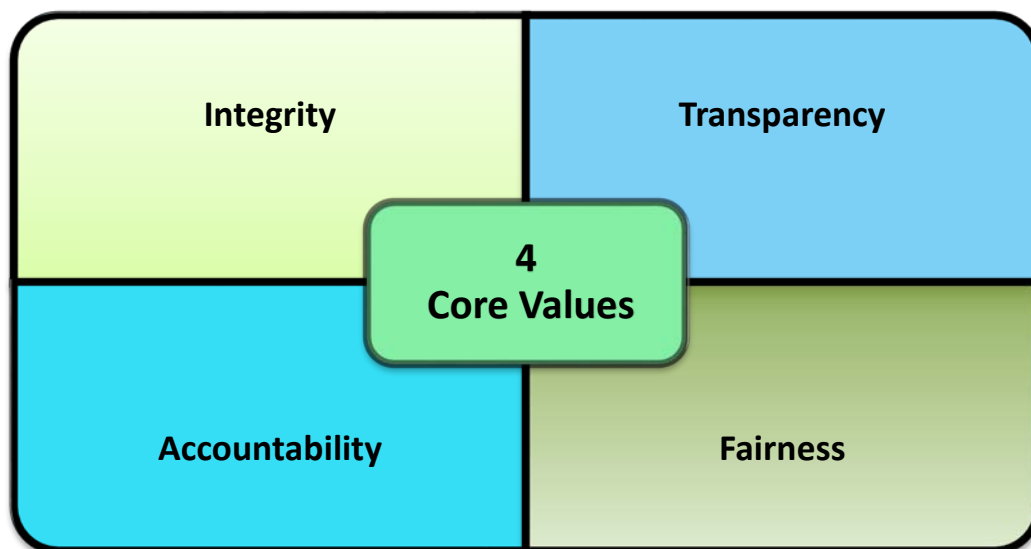 Integrity
Transparency
4
Core Values
Accountability
Fairness